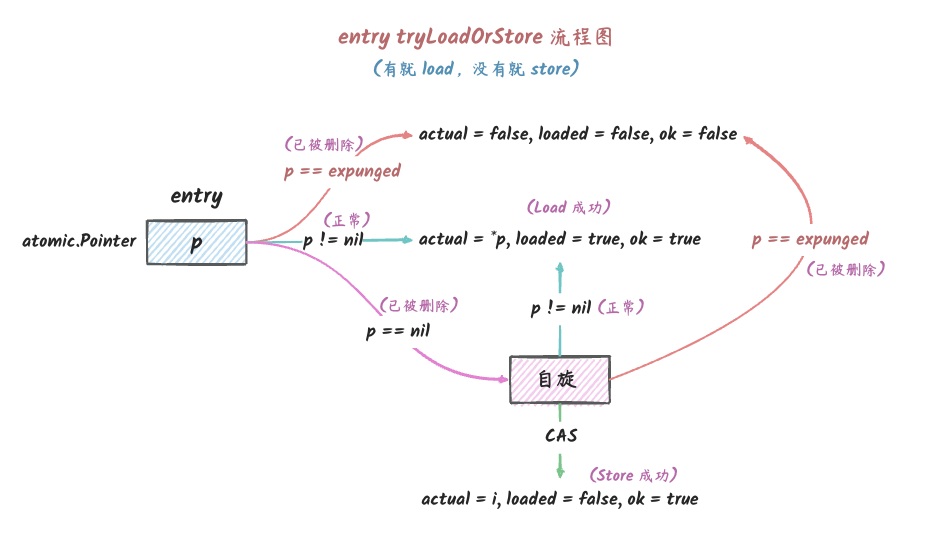 entry tryLoadOrStore 流程图
(有就 load，没有就 store)
(已被删除)
p == expunged
actual = false, loaded = false, ok = false
entry
atomic.Pointer
p
(正常)
p != nil
(Load 成功)
actual = *p, loaded = true, ok = true
p == expunged
(已被删除)
(已被删除)
p == nil
p != nil (正常)
自旋
CAS
(Store 成功)
actual = i, loaded = false, ok = true